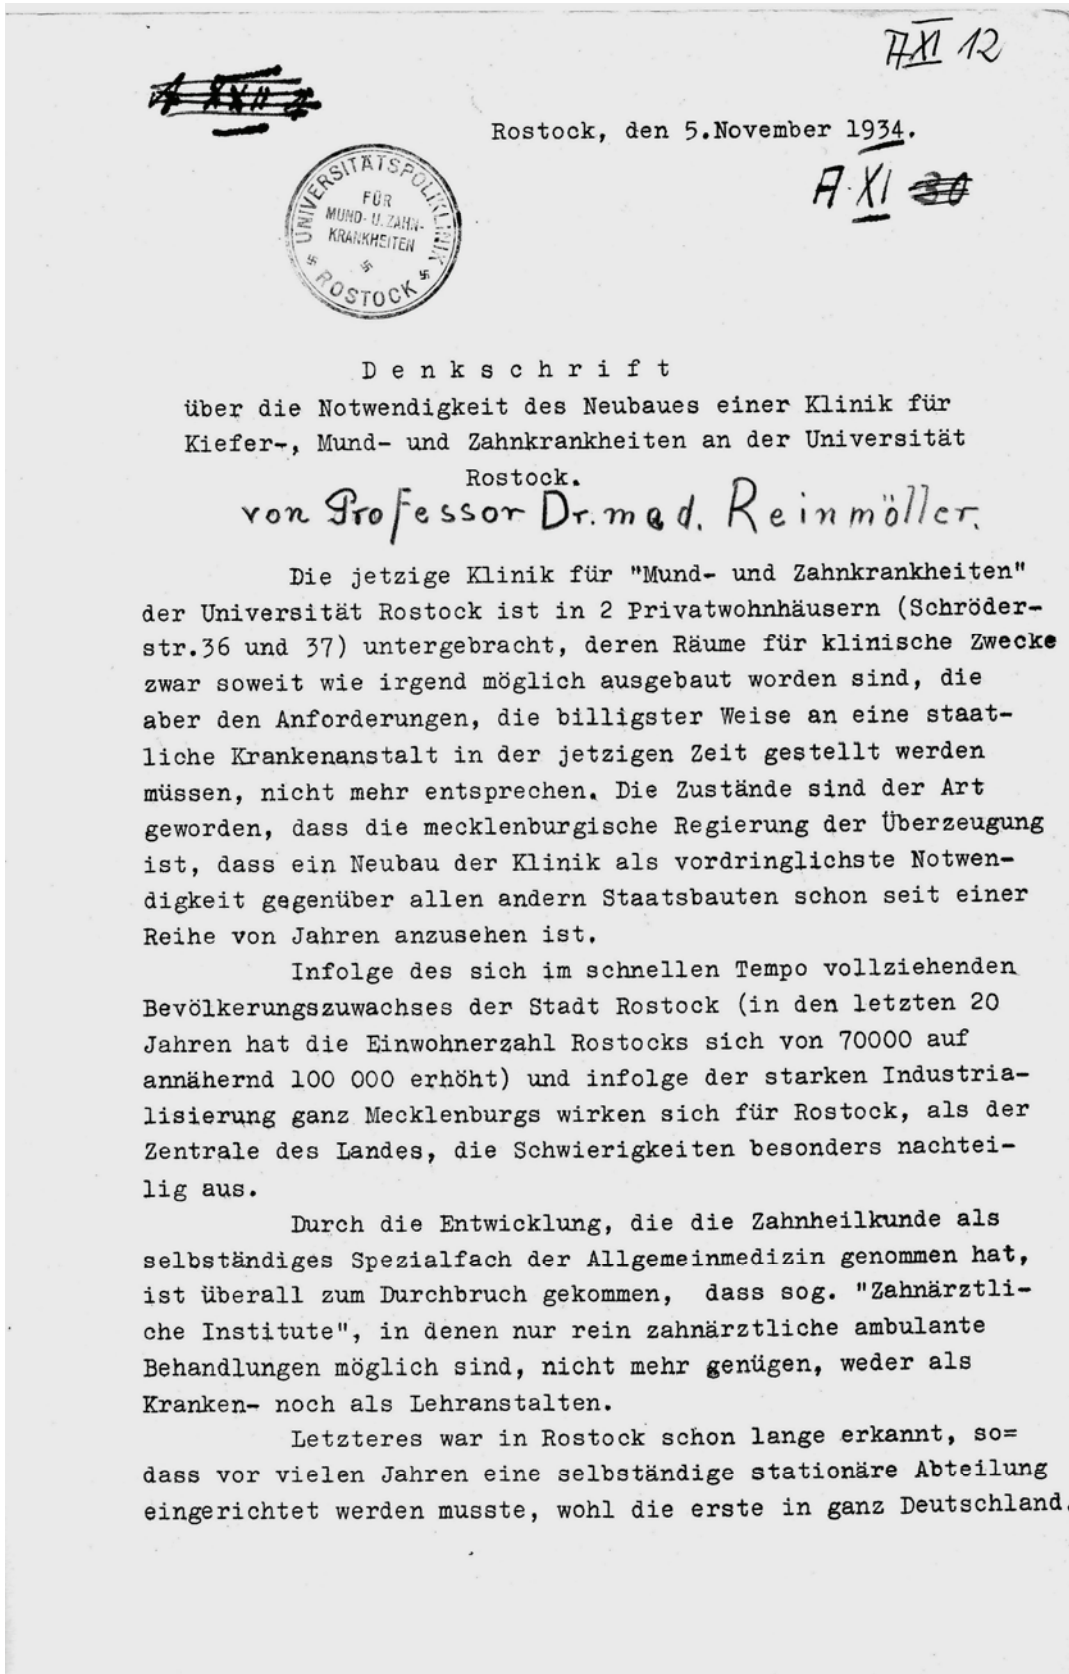 A XI 12
Rostock, den 5.November 1934.
A.XI 30
UNIVERSITÄTSPOLIKLINIK
FÜR
MUND- U. ZAHN-
KRANKHEITEN
ROSTOCK
D e n k s c h r i f t
über die Notwendigkeit des Neubaues einer Klinik für
Kiefer-, Mund- und Zahnkrankheiten an der Universität
Rostock.
von Professor Dr. med. Reinmöller.
Die jetzige Klinik für "Mund- und Zahnkrankheiten"
der Universität Rostock ist in 2 Privatwohnhäusern (Schröder-
str.36 und 37) untergebracht, deren Räume für klinische Zwecke
zwar soweit wie irgend möglich ausgebaut worden sind, die
aber den Anforderungen, die billigster Weise an eine staat-
liche Krankenanstalt in der jetzigen Zeit gestellt werden
müssen, nicht mehr entsprechen. Die Zustände sind der Art
geworden, dass die mecklenburgische Regierung der Überzeugung
ist, dass ein Neubau der Klinik als vordringlichste Notwen-
digkeit gegenüber allen andern Staatsbauten schon seit einer
Reihe von Jahren anzusehen ist.
Infolge des sich im schnellen Tempo vollziehenden
Bevölkerungszuwachses der Stadt Rostock (in den letzten 20
Jahren hat die Einwohnerzahl Rostocks sich von 70000 auf
annähernd 100 000 erhöht) und infolge der starken Industria-
lisierung ganz Mecklenburgs wirken sich für Rostock, als der
Zentrale des Landes, die Schwierigkeiten besonders nachtei-
lig aus.
Durch die Entwicklung, die die Zahnheilkunde als
selbständiges Spezialfach der Allgemeinmedizin genommen hat,
ist überall zum Durchbruch gekommen, dass sog. "Zahnärztli-
che Institute", in denen nur rein zahnärztliche ambulante
Behandlungen möglich sind, nicht mehr genügen, weder als
Kranken- noch als Lehranstalten.
Letzteres war in Rostock schon lange erkannt, so=
dass vor vielen Jahren eine selbständige stationäre Abteilung
eingerichtet werden musste, wohl die erste in ganz Deutschland.